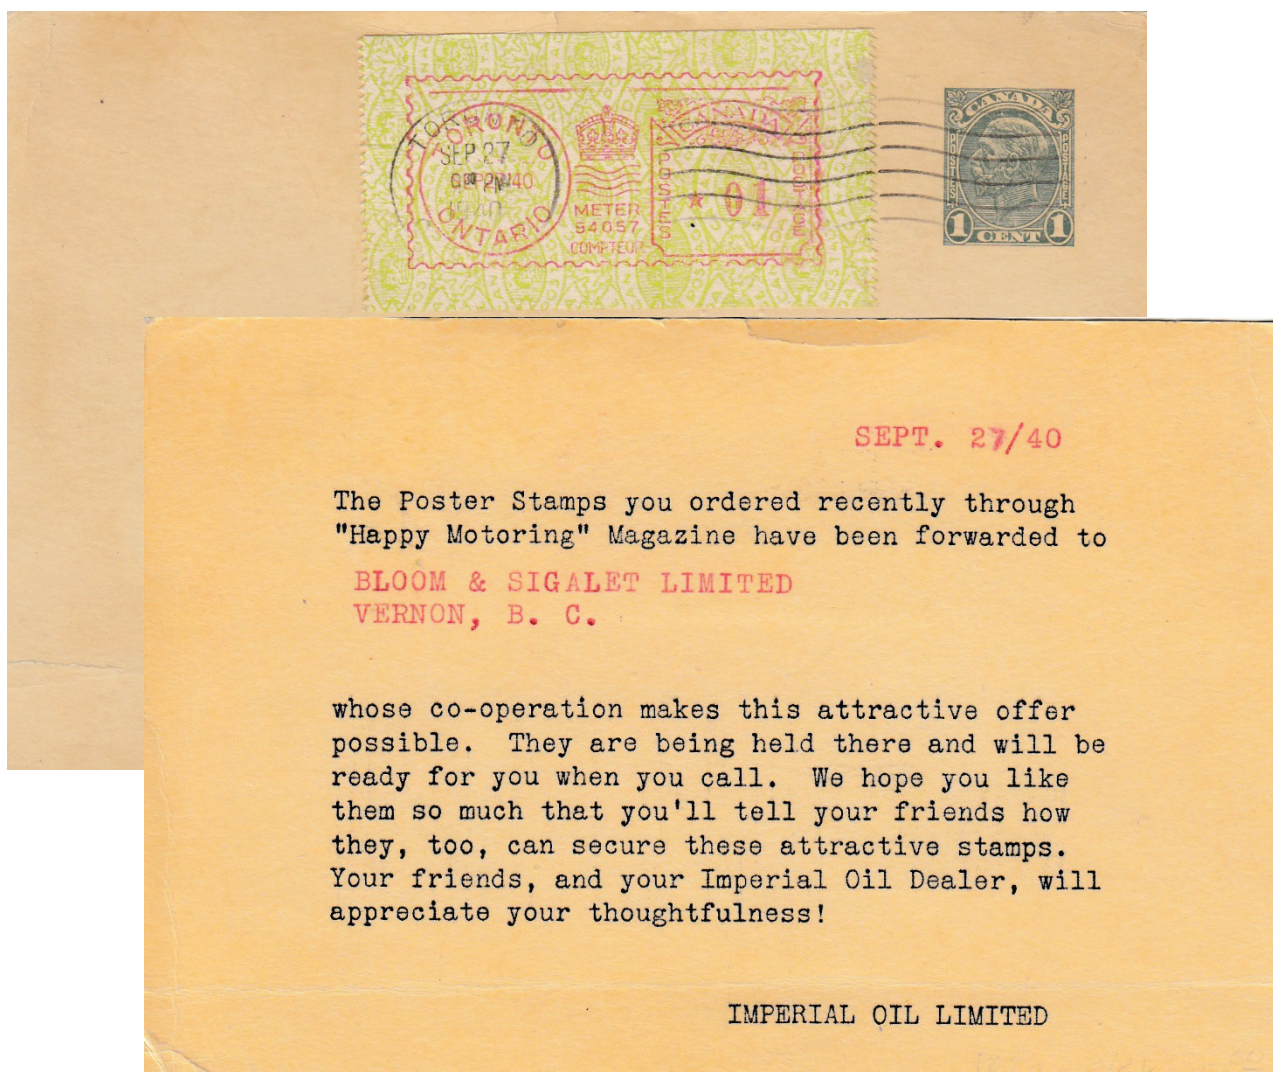 TORONTO
SEP 27
PM
1940
TORONTO
ONTARIO
METER
54057
COMPTEUR
CANADA
POSTES
POSTAGE
★ 01
CANADA
POSTES
POSTAGE
1 CENT 1
SEPT. 27/40
The Poster Stamps you ordered recently through
"Happy Motoring" Magazine have been forwarded to
BLOOM & SIGALET LIMITED
VERNON, B. C.
whose co-operation makes this attractive offer
possible. They are being held there and will be
ready for you when you call. We hope you like
them so much that you'll tell your friends how
they, too, can secure these attractive stamps.
Your friends, and your Imperial Oil Dealer, will
appreciate your thoughtfulness!
IMPERIAL OIL LIMITED